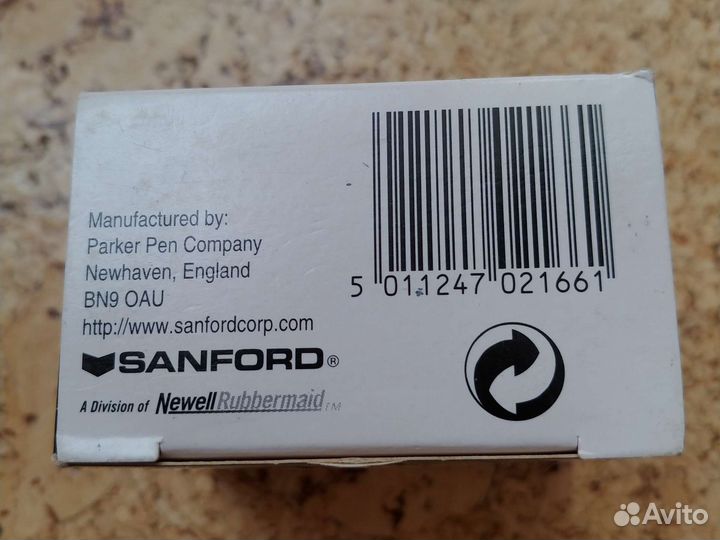 Manufactured by:
Parker Pen Company
Newhaven, England
BN9 OAU
http://www.sanfordcorp.com
SANFORD®
A Division of Newell Rubbermaid TM
5 011247 021661
Avito